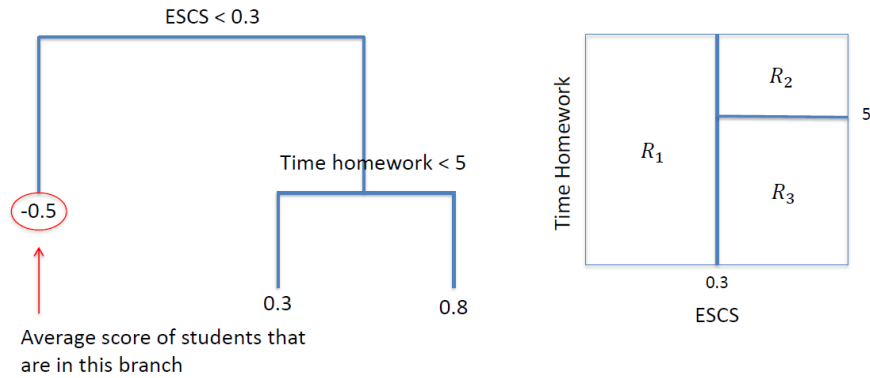 ESCS < 0.3
Time homework < 5
-0.5
0.3
0.8
Average score of students that
are in this branch
Time Homework
R₁
R₂
R₃
5
0.3
ESCS